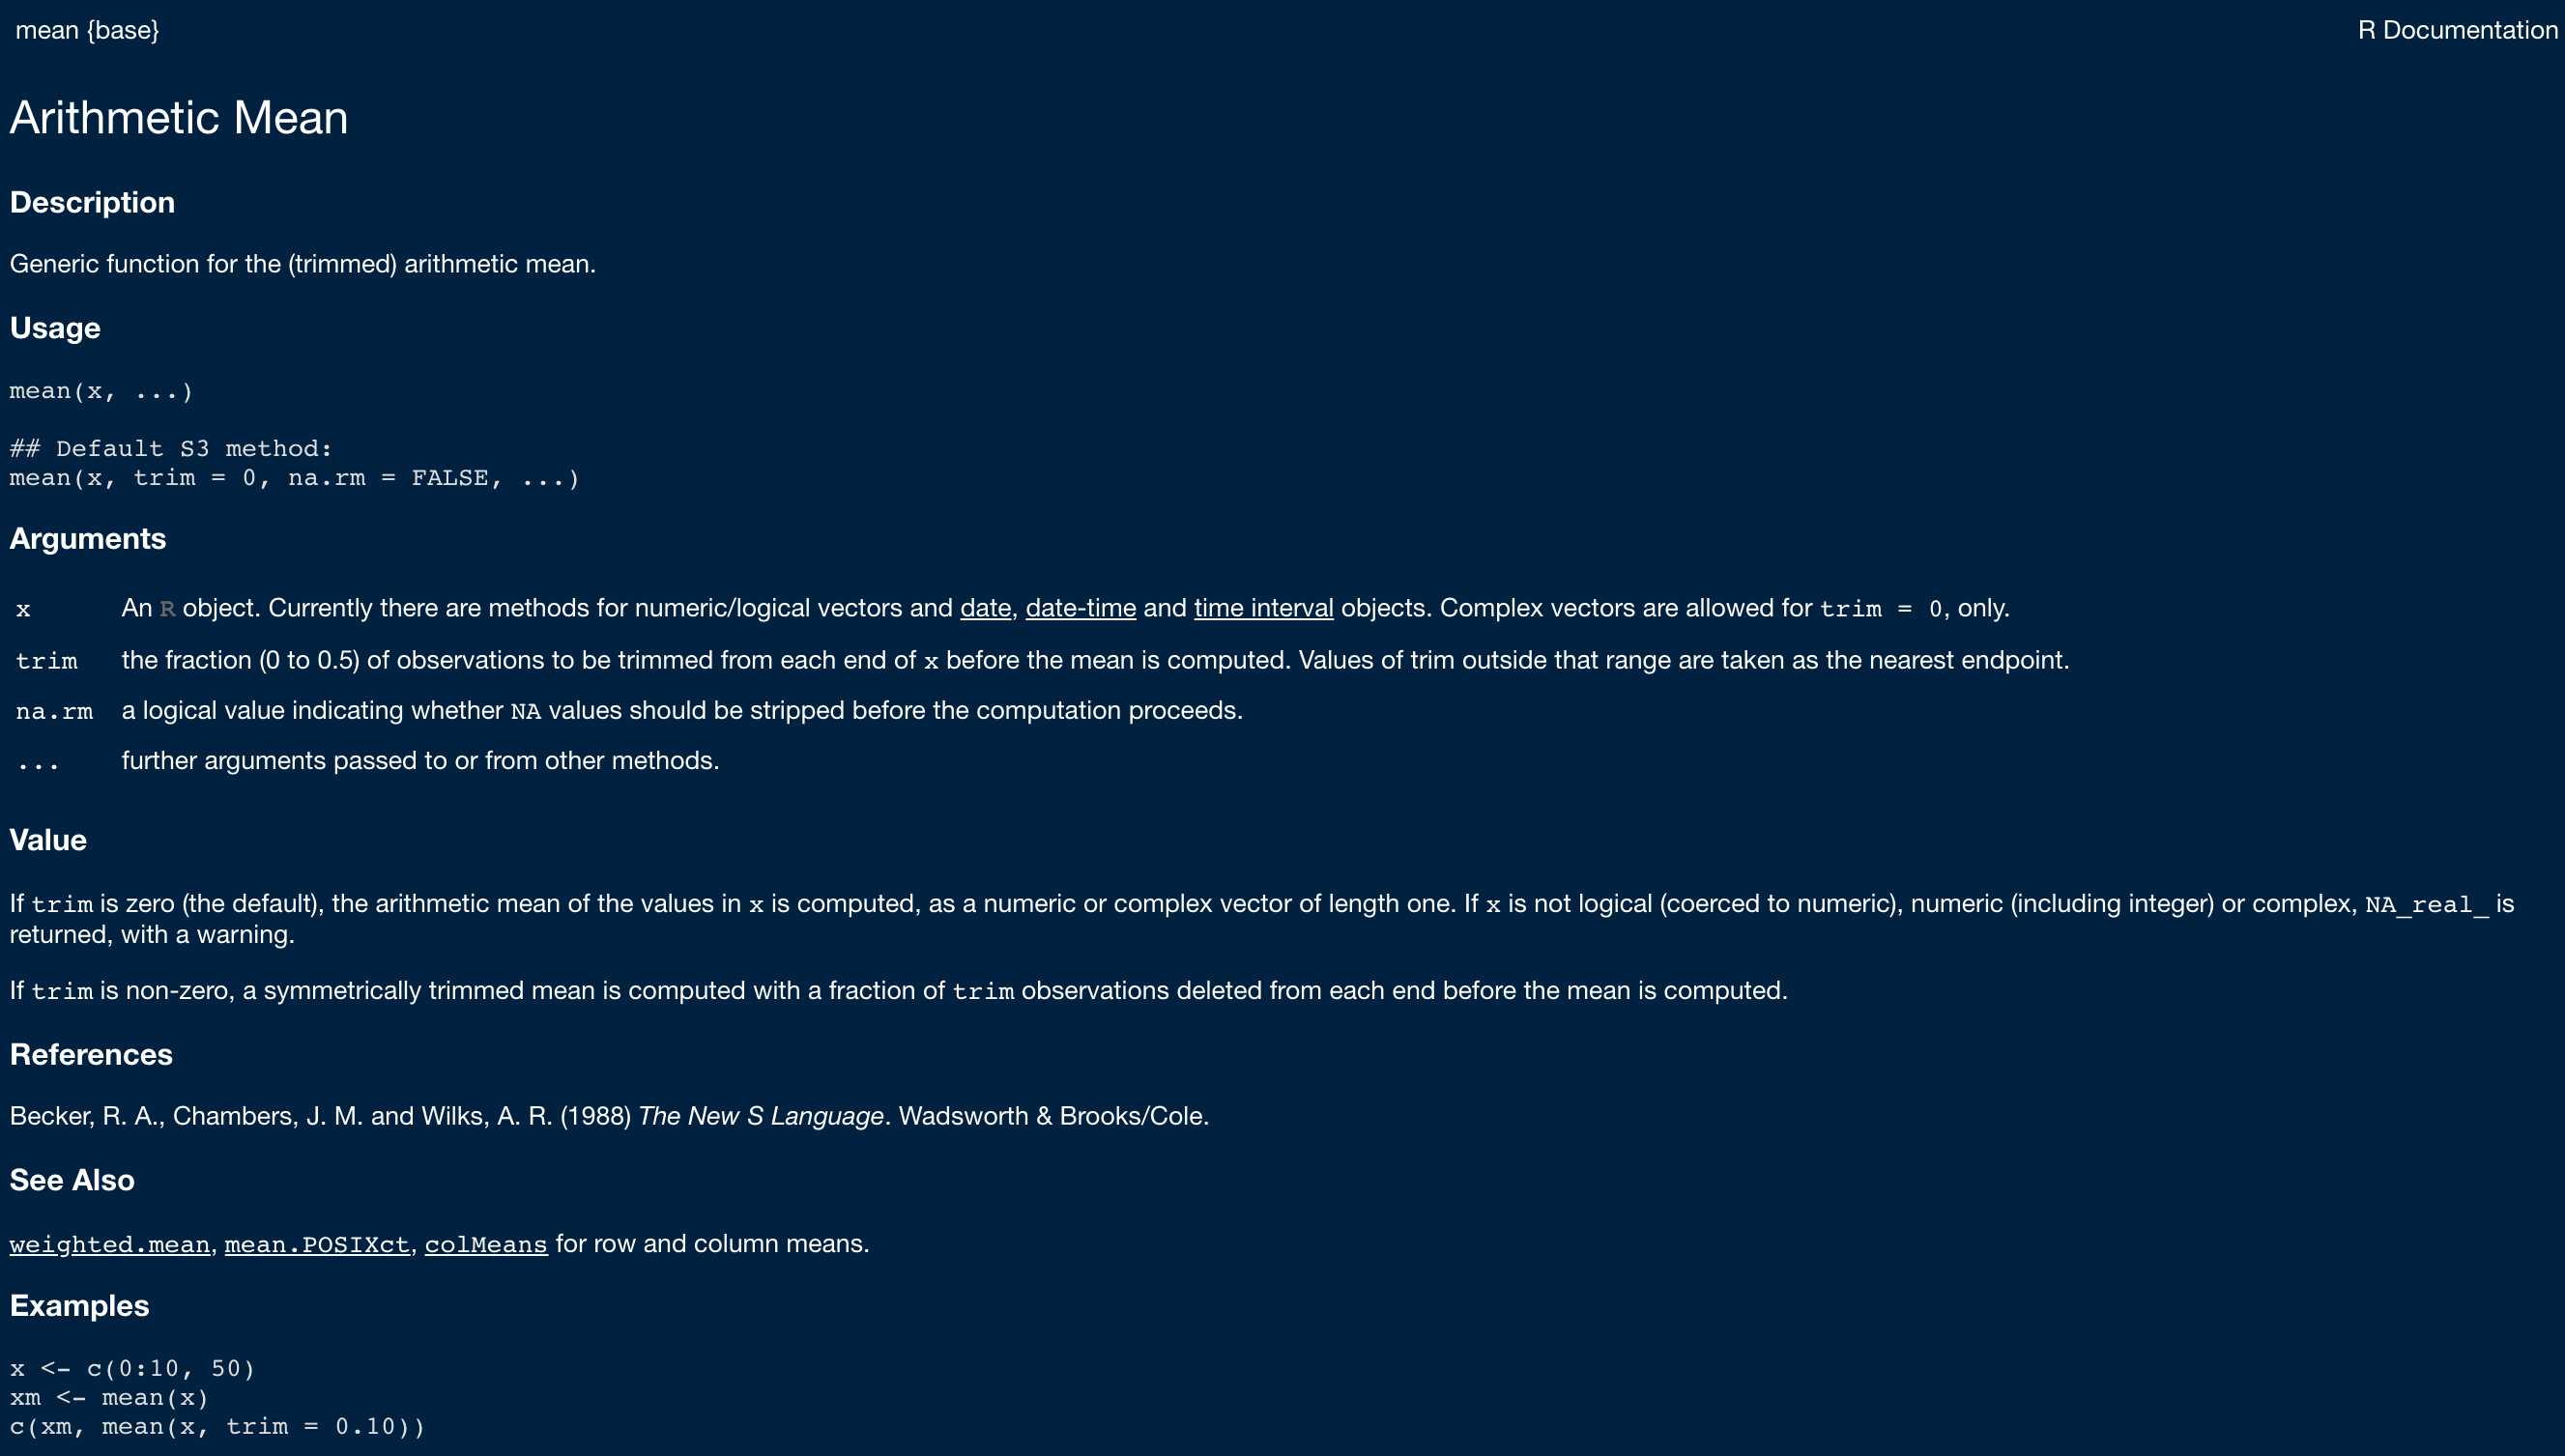 mean {base}
R Documentation
Arithmetic Mean
Description
Generic function for the (trimmed) arithmetic mean.
Usage
mean(x, ...)
## Default S3 method:
mean(x, trim = 0, na.rm = FALSE, ...)
Arguments
x An R object. Currently there are methods for numeric/logical vectors and date, date-time and time interval objects. Complex vectors are allowed for trim = 0, only.
trim the fraction (0 to 0.5) of observations to be trimmed from each end of x before the mean is computed. Values of trim outside that range are taken as the nearest endpoint.
na.rm a logical value indicating whether NA values should be stripped before the computation proceeds.
... further arguments passed to or from other methods.
Value
If trim is zero (the default), the arithmetic mean of the values in x is computed, as a numeric or complex vector of length one. If x is not logical (coerced to numeric), numeric (including integer) or complex, NA_real_ is
returned, with a warning.
If trim is non-zero, a symmetrically trimmed mean is computed with a fraction of trim observations deleted from each end before the mean is computed.
References
Becker, R. A., Chambers, J. M. and Wilks, A. R. (1988) The New S Language. Wadsworth & Brooks/Cole.
See Also
weighted.mean, mean.POSIXct, colMeans for row and column means.
Examples
x <- c(0:10, 50)
xm <- mean(x)
c(xm, mean(x, trim = 0.10))